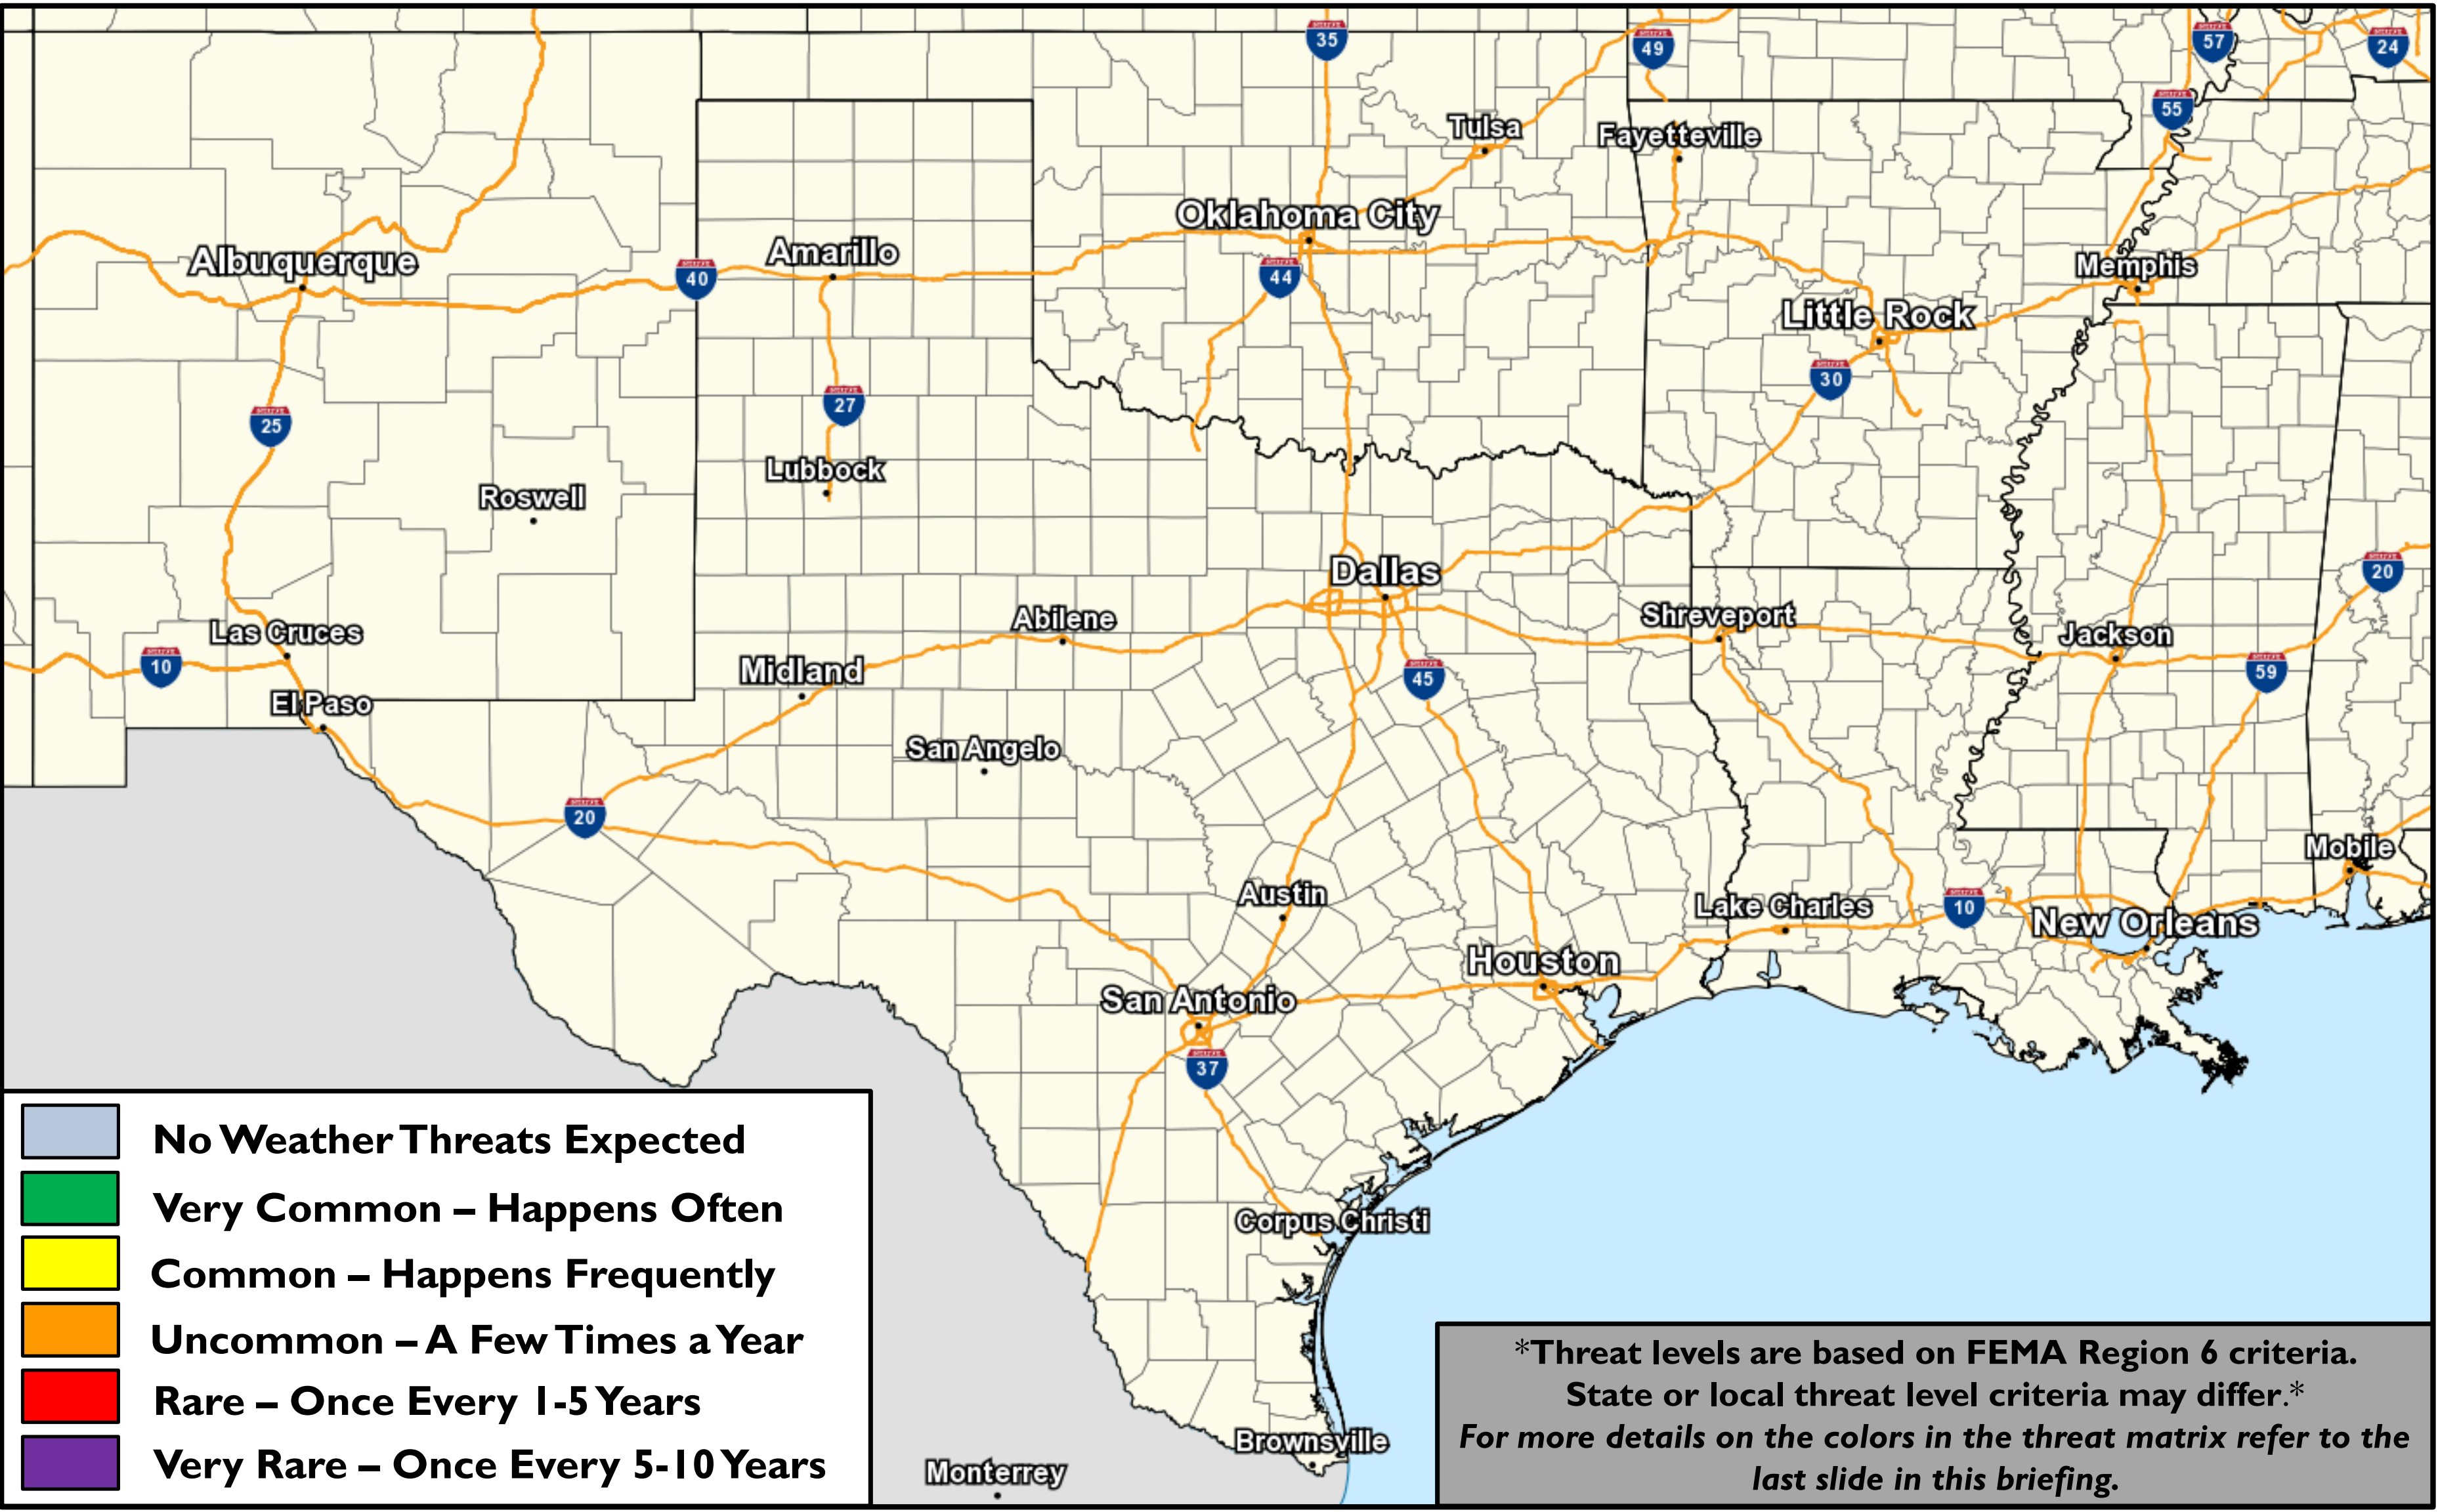 35
49
57
24
55
Tulsa
Fayetteville
Oklahoma City
Albuquerque
Amarillo
40
44
Memphis
Little Rock
30
27
25
Lubbock
Roswell
Dallas
20
Abilene
Shreveport
Las Cruces
Jackson
10
Midland
45
59
El Paso
San Angelo
20
Mobile
Austin
Lake Charles
10
New Orleans
Houston
San Antonio
37
Corpus Christi
Brownsville
Monterrey
No Weather Threats Expected
Very Common – Happens Often
Common – Happens Frequently
Uncommon – A Few Times a Year
Rare – Once Every 1-5 Years
Very Rare – Once Every 5-10 Years
*Threat levels are based on FEMA Region 6 criteria.
State or local threat level criteria may differ.*
For more details on the colors in the threat matrix refer to the
last slide in this briefing.